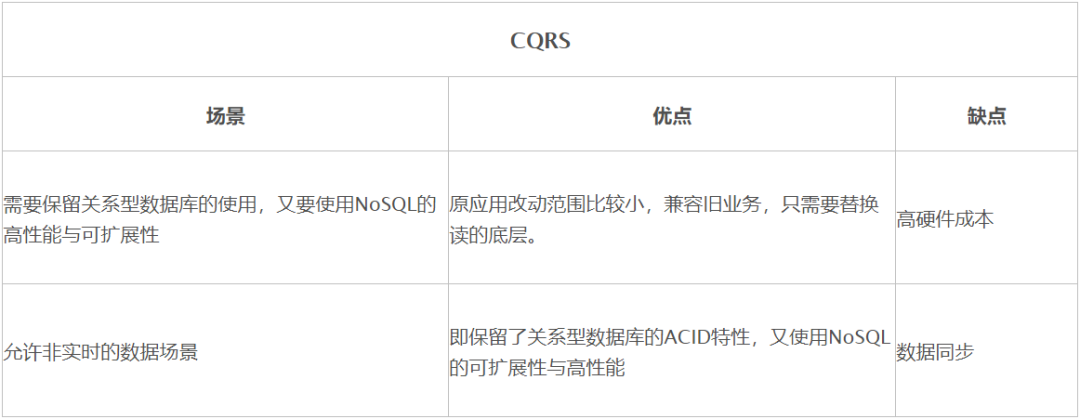 CQRS
场景
优点
缺点
需要保留关系型数据库的使用，又要使用NoSQL的
高性能与可扩展性
原应用改动范围比较小，兼容旧业务，只需要替换
读的底层。
高硬件成本
允许非实时的数据场景
即保留了关系型数据库的ACID特性，又使用NoSQL
的可扩展性与高性能
数据同步